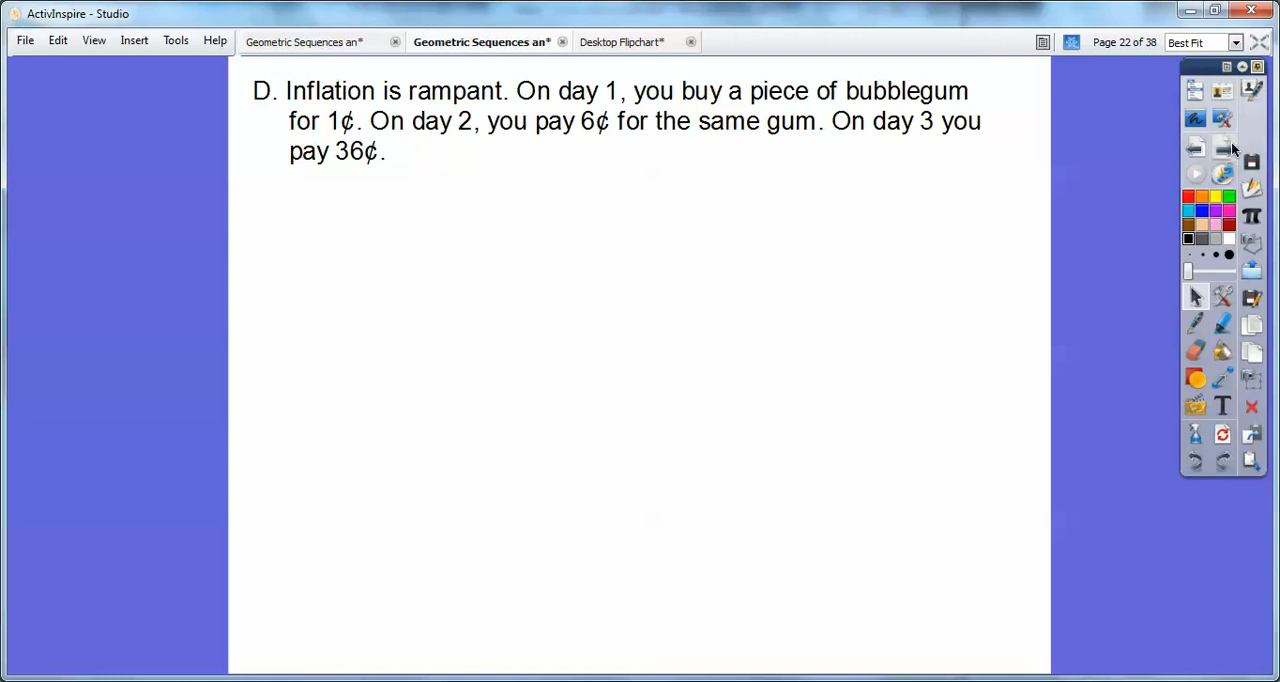 ActivInspire - Studio
File Edit View Insert Tools Help
Geometric Sequences an* Geometric Sequences an* Desktop Flipchart* Page 22 of 38 Best Fit
D. Inflation is rampant. On day 1, you buy a piece of bubblegum
for 1¢. On day 2, you pay 6¢ for the same gum. On day 3 you
pay 36¢.